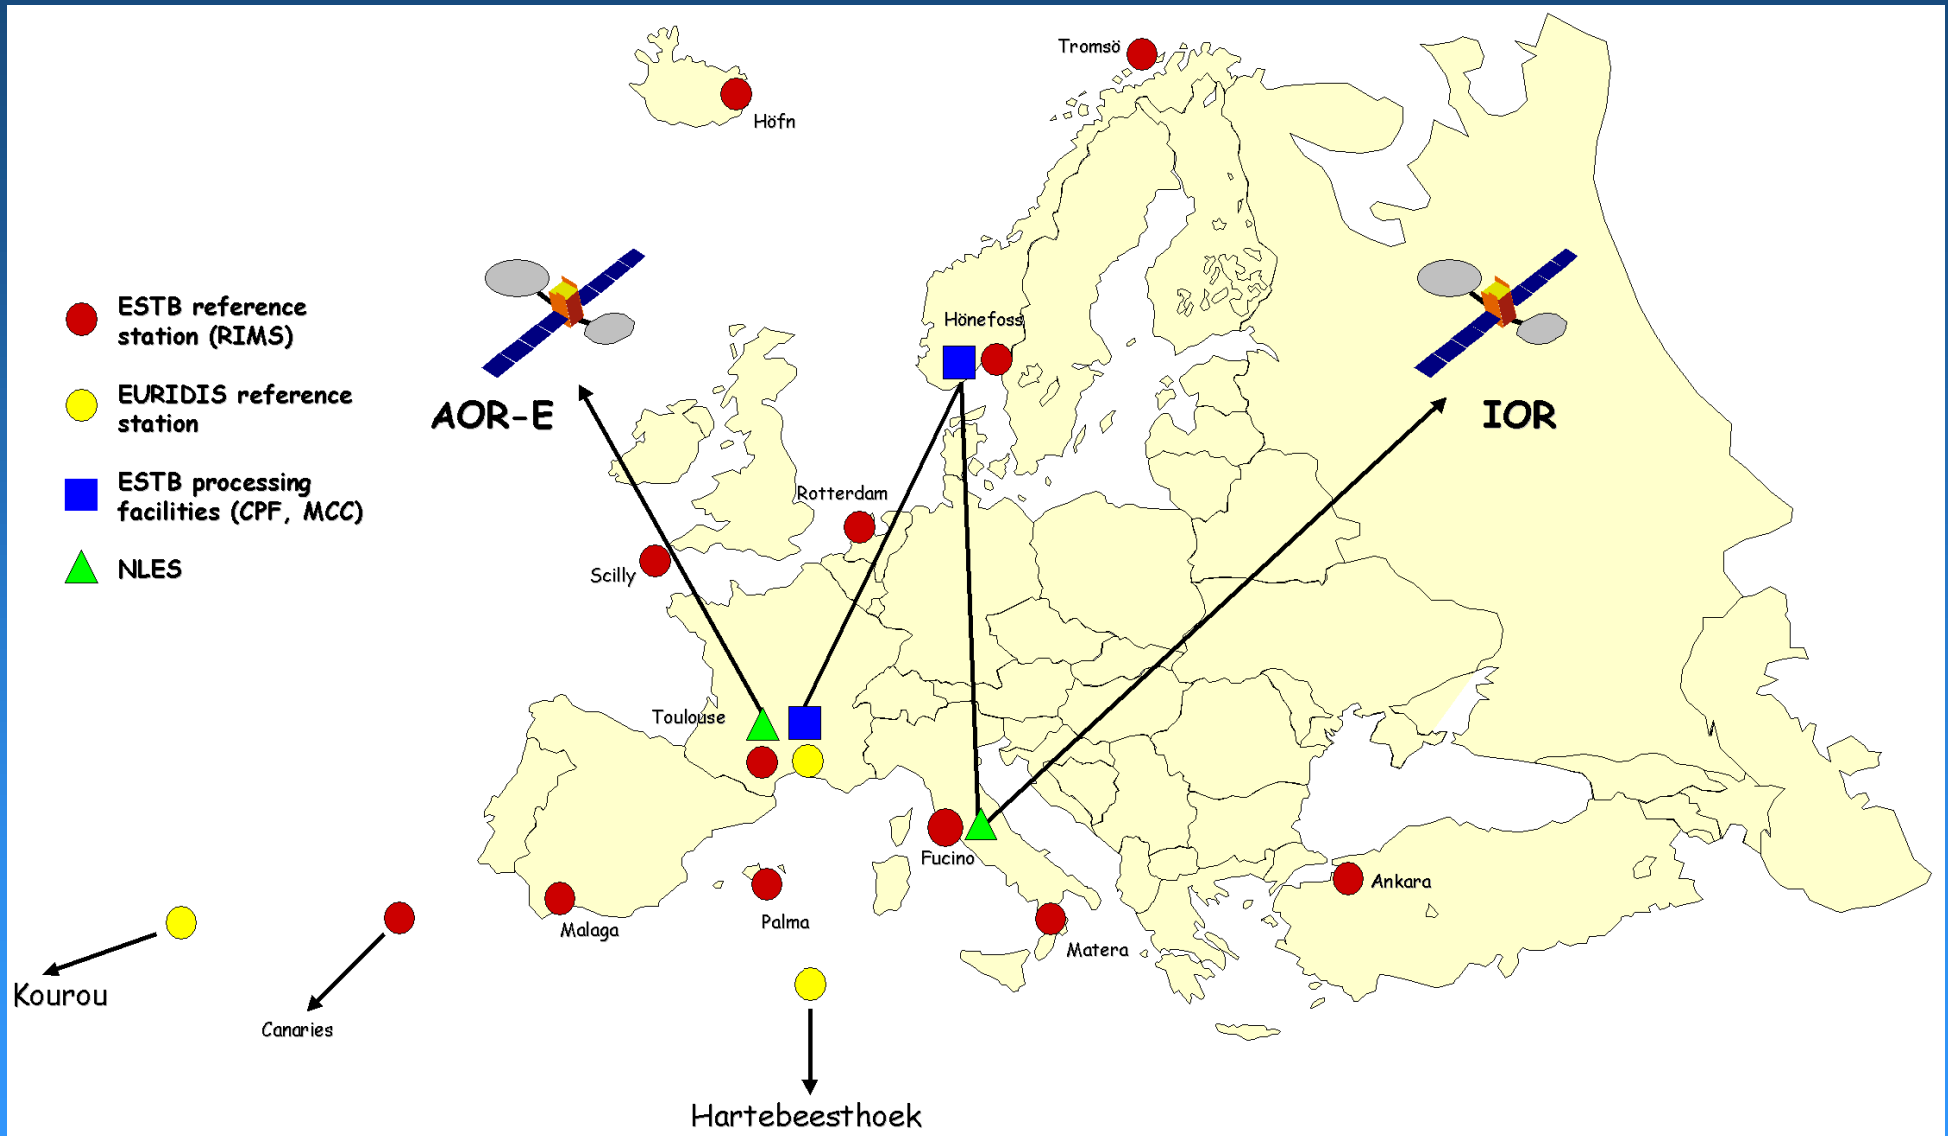 Tromsö
Höfn
ESTB reference
station (RIMS)
EURIDIS reference
station
ESTB processing
facilities (CPF, MCC)
NLES
AOR-E
IOR
Hönefoss
Rotterdam
Scilly
Toulouse
Fucino
Ankara
Malaga
Palma
Matera
Kourou
Canaries
Hartebeesthoek